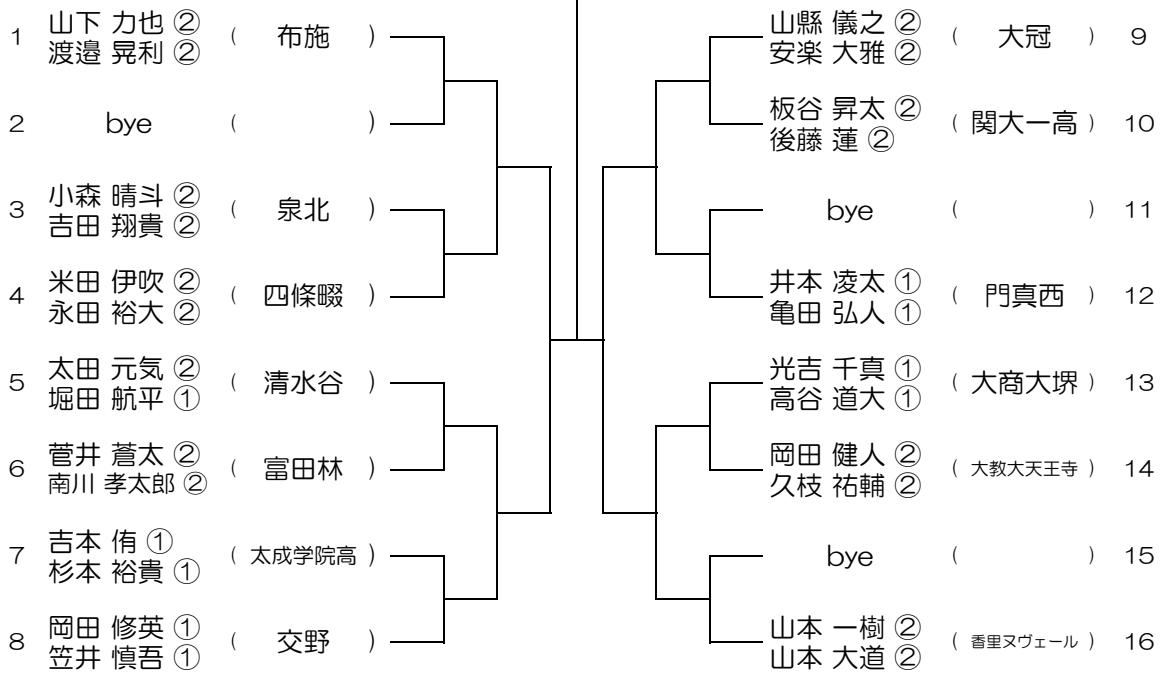 1 山下 力也 ② ( 布施 )
渡邉 晃利 ②
2 bye ( )
3 小森 晴斗 ② ( 泉北 )
吉田 翔貴 ②
4 米田 伊吹 ② ( 四條畷 )
永田 裕大 ②
5 太田 元気 ② ( 清水谷 )
堀田 航平 ①
6 菅井 蒼太 ② ( 富田林 )
南川 孝太郎 ②
7 吉本 侑 ① ( 太成学院高 )
杉本 裕貴 ①
8 岡田 修英 ① ( 交野 )
笠井 慎吾 ①
山縣 儀之 ② ( 大冠 ) 9
安楽 大雅 ②
板谷 昇太 ② ( 関大一高 ) 10
後藤 蓮 ②
bye ( ) 11
井本 凌太 ① ( 門真西 ) 12
亀田 弘人 ①
光吉 千真 ① ( 大商大堺 ) 13
高谷 道大 ①
岡田 健人 ② ( 大教大天王寺 ) 14
久枝 祐輔 ②
bye ( ) 15
山本 一樹 ② ( 香里ヌヴェール ) 16
山本 大道 ②